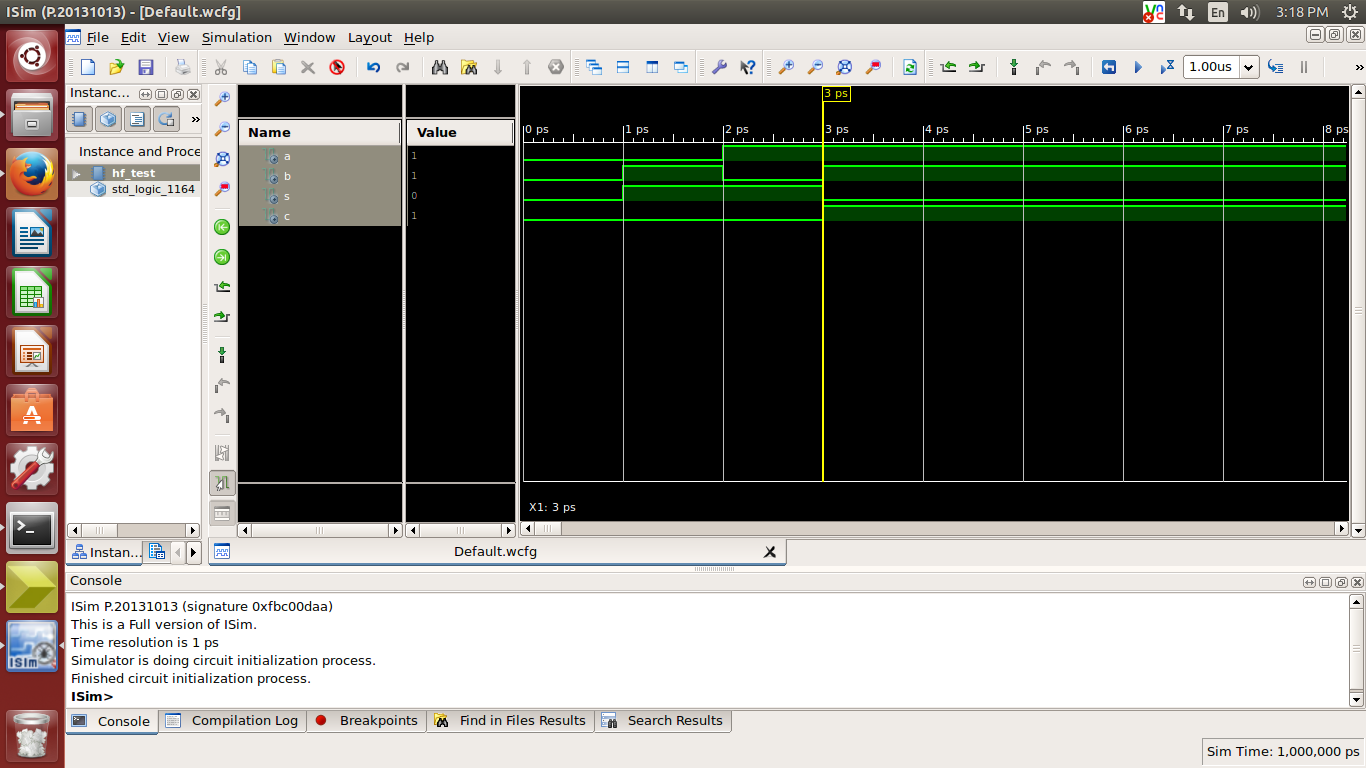 ISim (P.20131013) - [Default.wcfg]
En
3:18 PM
File Edit View Simulation Window Layout Help
1.00us
Instanc...
Instance and Proce
hf_test
std_logic_1164
Instan...
Name
Value
a
1
b
1
s
0
c
1
3 ps
0 ps 1 ps 2 ps 3 ps 4 ps 5 ps 6 ps 7 ps 8 ps
X1: 3 ps
Default.wcfg
Console
ISim P.20131013 (signature 0xfbc00daa)
This is a Full version of ISim.
Time resolution is 1 ps
Simulator is doing circuit initialization process.
Finished circuit initialization process.
ISim>
Console Compilation Log Breakpoints Find in Files Results Search Results
Sim Time: 1,000,000 ps
ISim